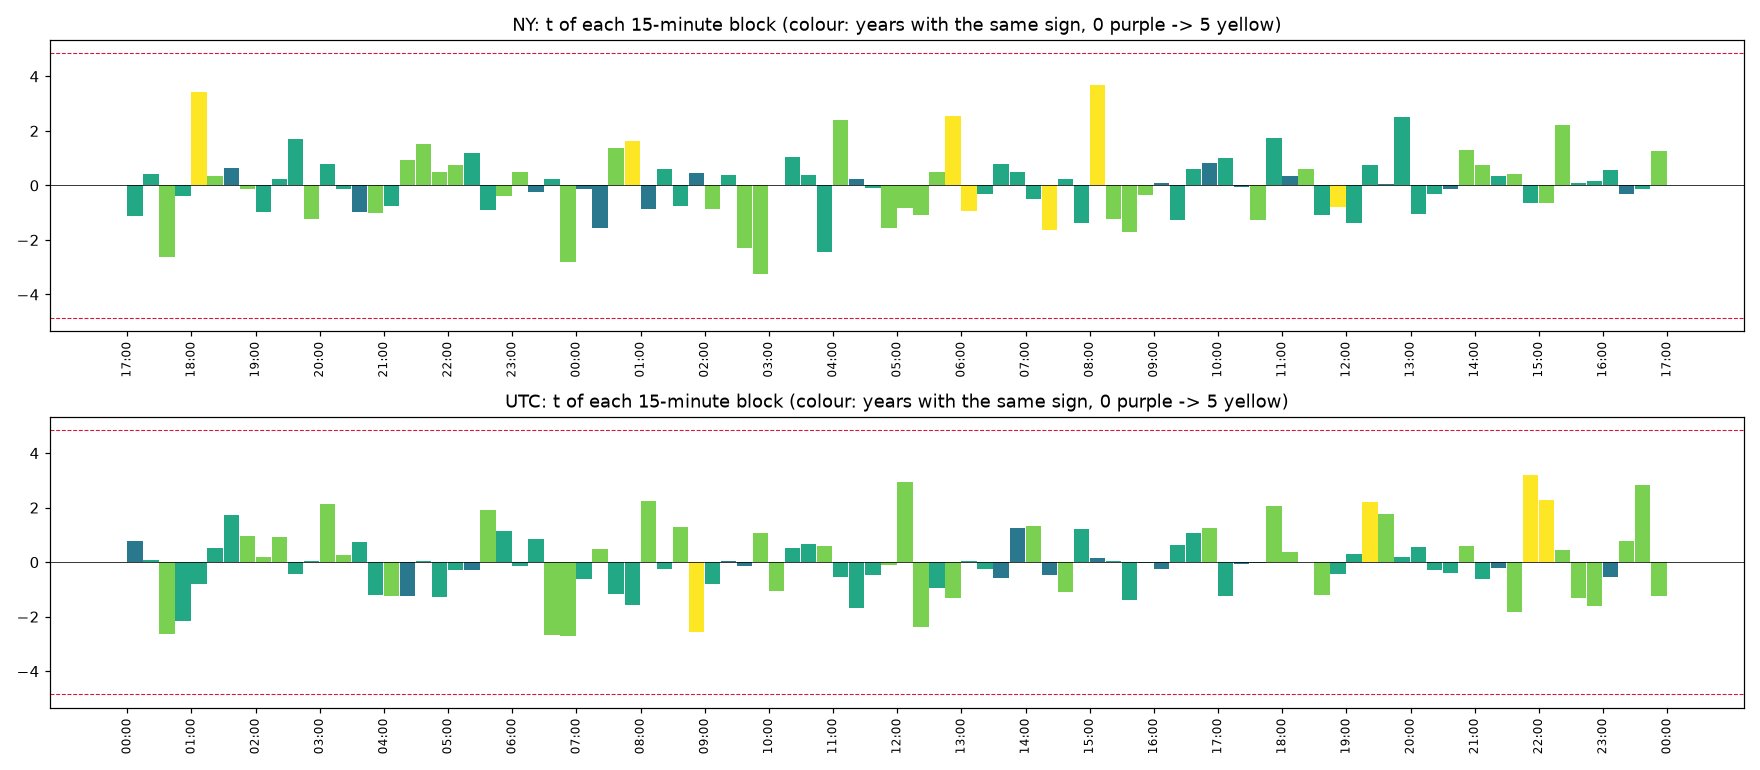 NY: t of each 15-minute block (colour: years with the same sign, 0 purple -> 5 yellow)
4
2
0
−2
−4
17:00 18:00 19:00 20:00 21:00 22:00 23:00 00:00 01:00 02:00 03:00 04:00 05:00 06:00 07:00 08:00 09:00 10:00 11:00 12:00 13:00 14:00 15:00 16:00 17:00
UTC: t of each 15-minute block (colour: years with the same sign, 0 purple -> 5 yellow)
4
2
0
−2
−4
00:00 01:00 02:00 03:00 04:00 05:00 06:00 07:00 08:00 09:00 10:00 11:00 12:00 13:00 14:00 15:00 16:00 17:00 18:00 19:00 20:00 21:00 22:00 23:00 00:00